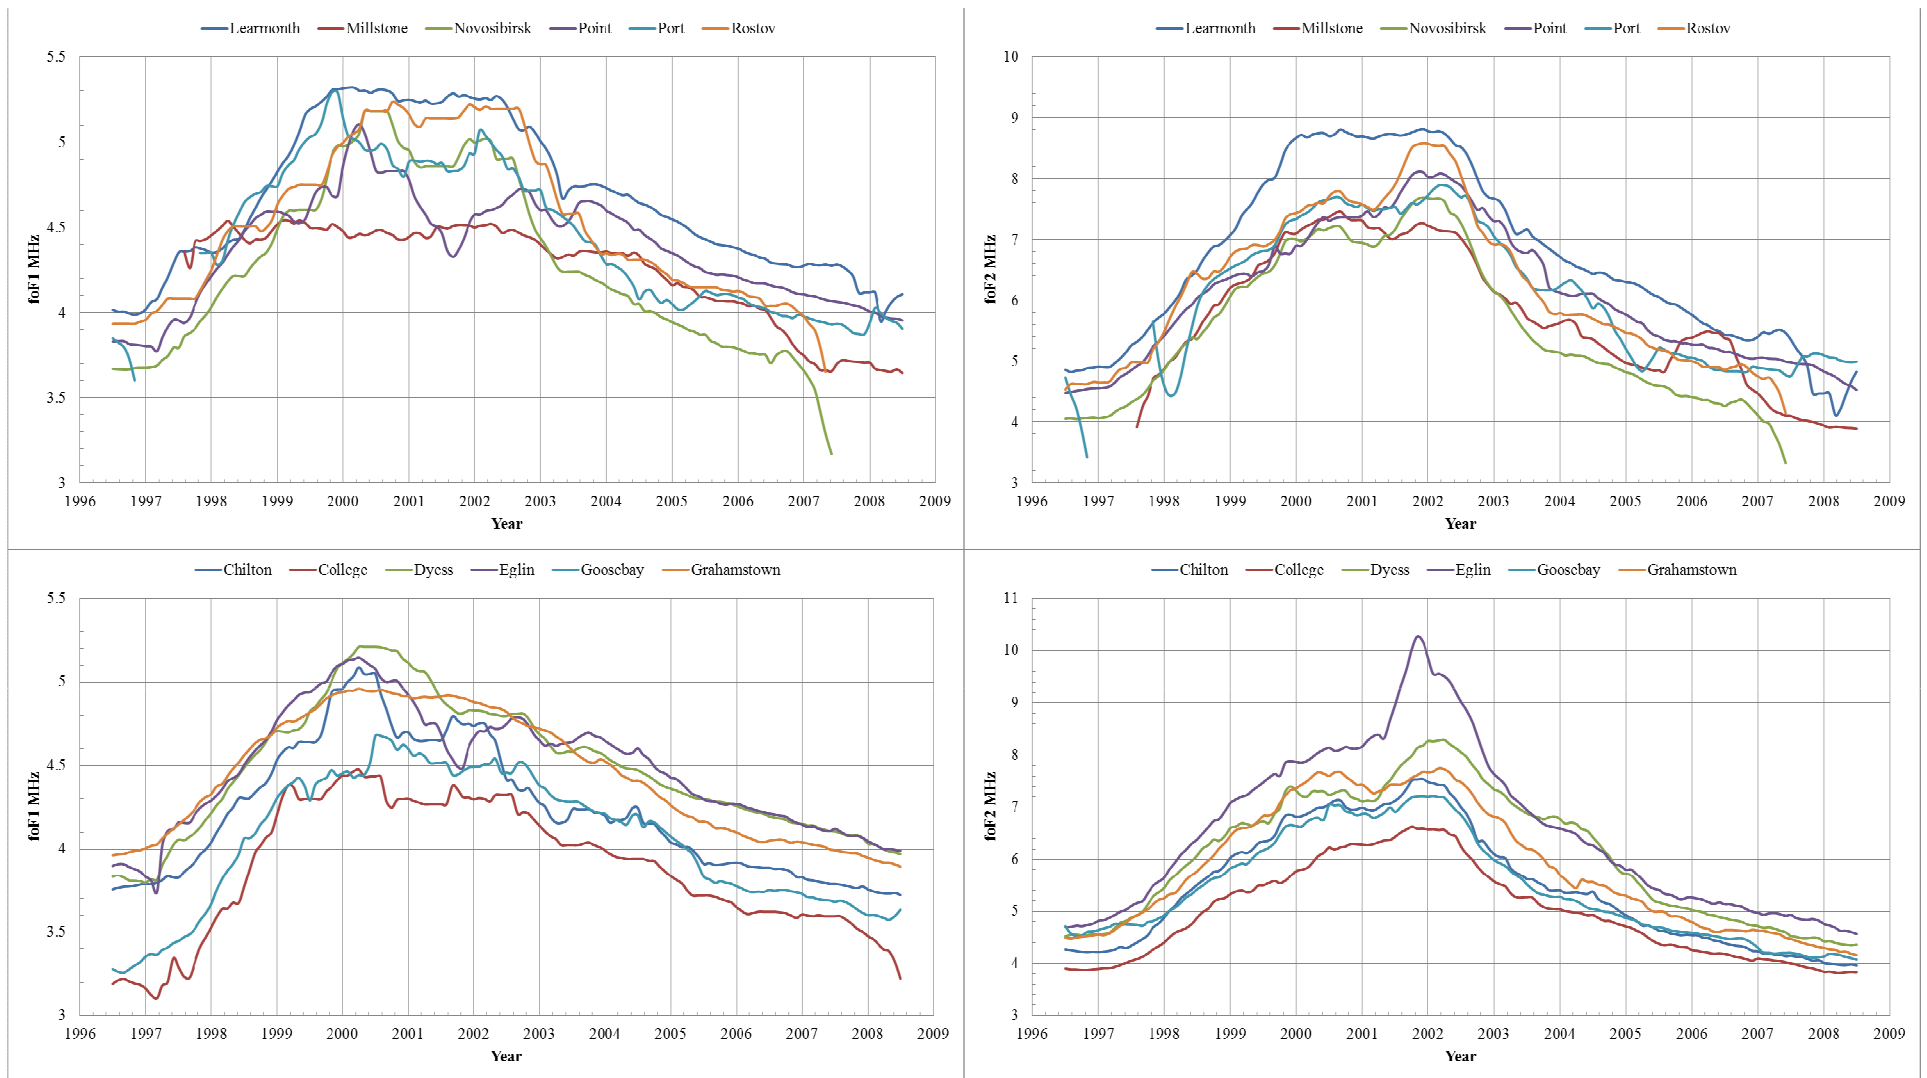 Learmonth Millstone Novosibirsk Point Port Rostov
5.5
5
4.5
4
3.5
3
foF1 MHz
1996 1997 1998 1999 2000 2001 2002 2003 2004 2005 2006 2007 2008 2009
Year
Learmonth Millstone Novosibirsk Point Port Rostov
10
9
8
7
6
5
4
3
foF2 MHz
1996 1997 1998 1999 2000 2001 2002 2003 2004 2005 2006 2007 2008 2009
Year
Chilton College Dyess Eglin Goosebay Grahamstown
5.5
5
4.5
4
3.5
3
foF1 MHz
1996 1997 1998 1999 2000 2001 2002 2003 2004 2005 2006 2007 2008 2009
Year
Chilton College Dyess Eglin Goosebay Grahamstown
11
10
9
8
7
6
5
4
3
foF2 MHz
1996 1997 1998 1999 2000 2001 2002 2003 2004 2005 2006 2007 2008 2009
Year